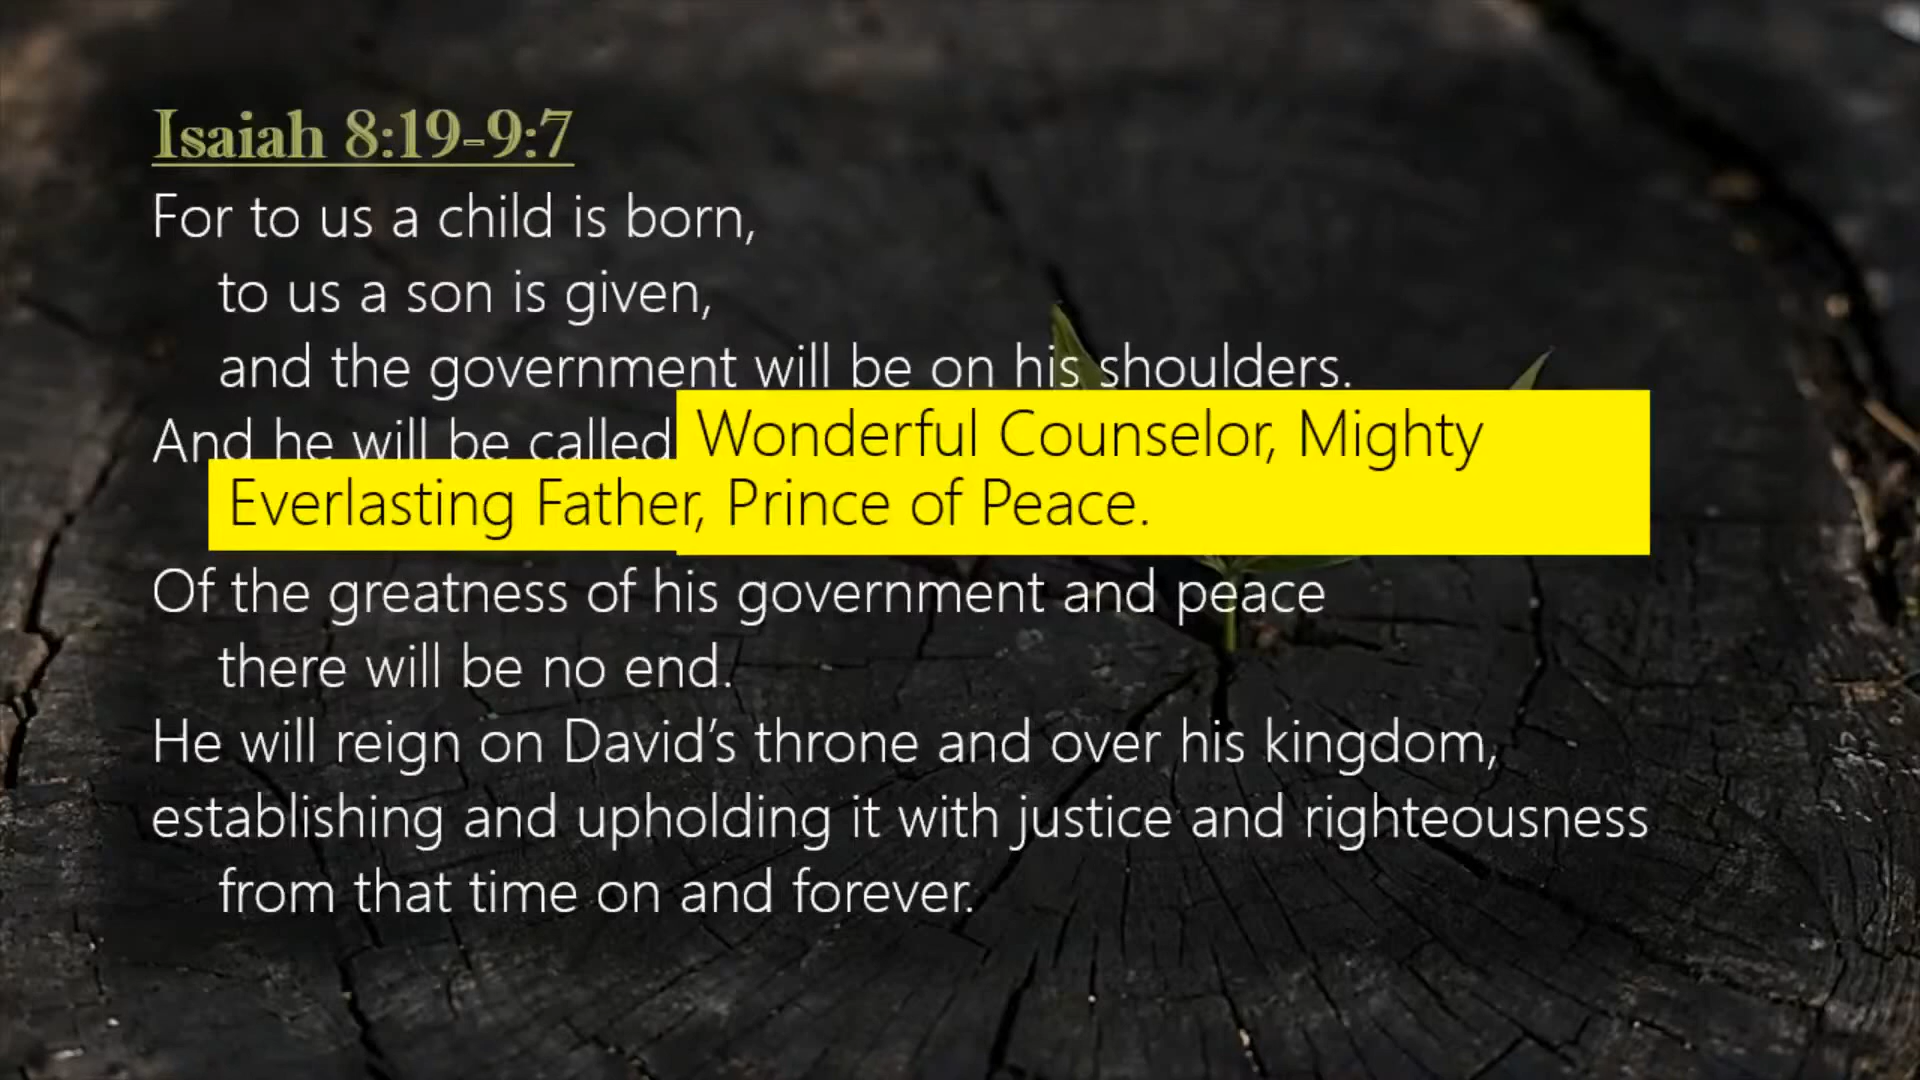 Isaiah 8:19-9:7
For to us a child is born,
to us a son is given,
and the government will be on his shoulders.
And he will be called Wonderful Counselor, Mighty
Everlasting Father, Prince of Peace.
Of the greatness of his government and peace
there will be no end.
He will reign on David’s throne and over his kingdom,
establishing and upholding it with justice and righteousness
from that time on and forever.